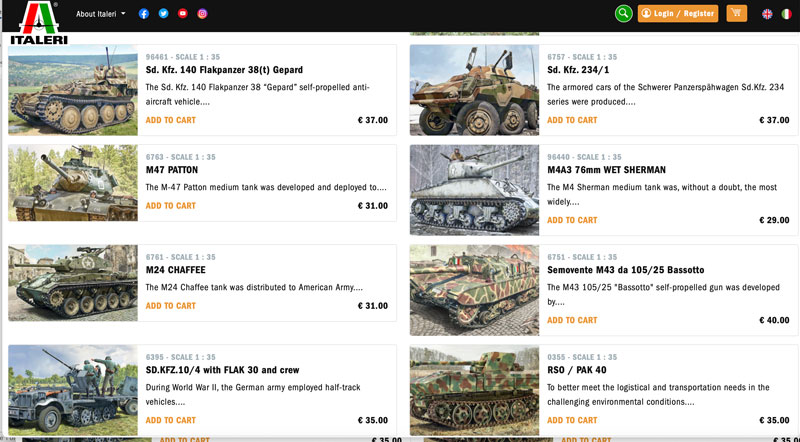 ITALERI
About Italeri
Login / Register
96461 - SCALE 1 : 35
Sd. Kfz. 140 Flakpanzer 38(t) Gepard
The Sd. Kfz. 140 Flakpanzer 38 “Gepard” self-propelled anti-
aircraft vehicle....
ADD TO CART
€ 37.00
6757 - SCALE 1 : 35
Sd. Kfz. 234/1
The armored cars of the Schwerer Panzerspähwagen Sd.Kfz. 234
series were produced....
ADD TO CART
€ 37.00
6763 - SCALE 1 : 35
M47 PATTON
The M-47 Patton medium tank was developed and deployed to....
ADD TO CART
€ 31.00
96440 - SCALE 1 : 35
M4A3 76mm WET SHERMAN
The M4 Sherman medium tank was, without a doubt, the most
widely....
ADD TO CART
€ 29.00
6761 - SCALE 1 : 35
M24 CHAFFEE
The M24 Chaffee tank was distributed to American Army....
ADD TO CART
€ 31.00
6751 - SCALE 1 : 35
Semovente M43 da 105/25 Bassotto
The M43 105/25 "Bassotto" self-propelled gun was developed
by....
ADD TO CART
€ 40.00
6395 - SCALE 1 : 35
SD.KFZ.10/4 with FLAK 30 and crew
During World War II, the German army employed half-track
vehicles....
ADD TO CART
€ 35.00
0355 - SCALE 1 : 35
RSO / PAK 40
To better meet the logistical and transportation needs in the
challenging environmental conditions....
ADD TO CART
€ 35.00